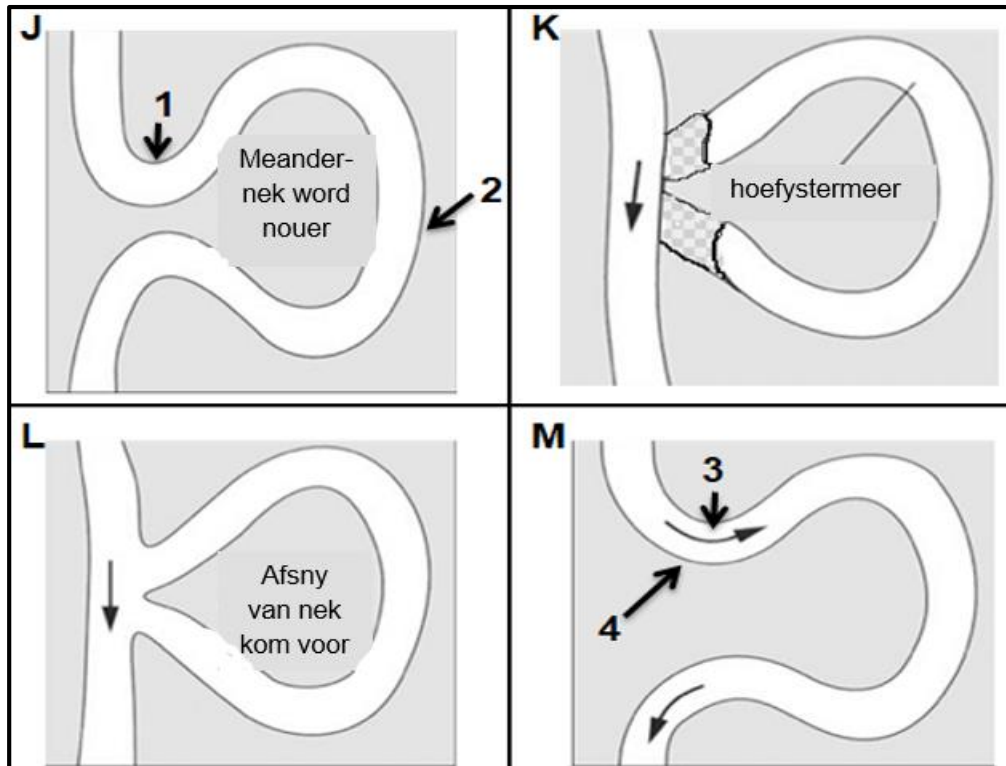 J
1
Meander-
nek word
nouer
2
K
hoefystermeer
L
Afsny
van nek
kom voor
M
3
4